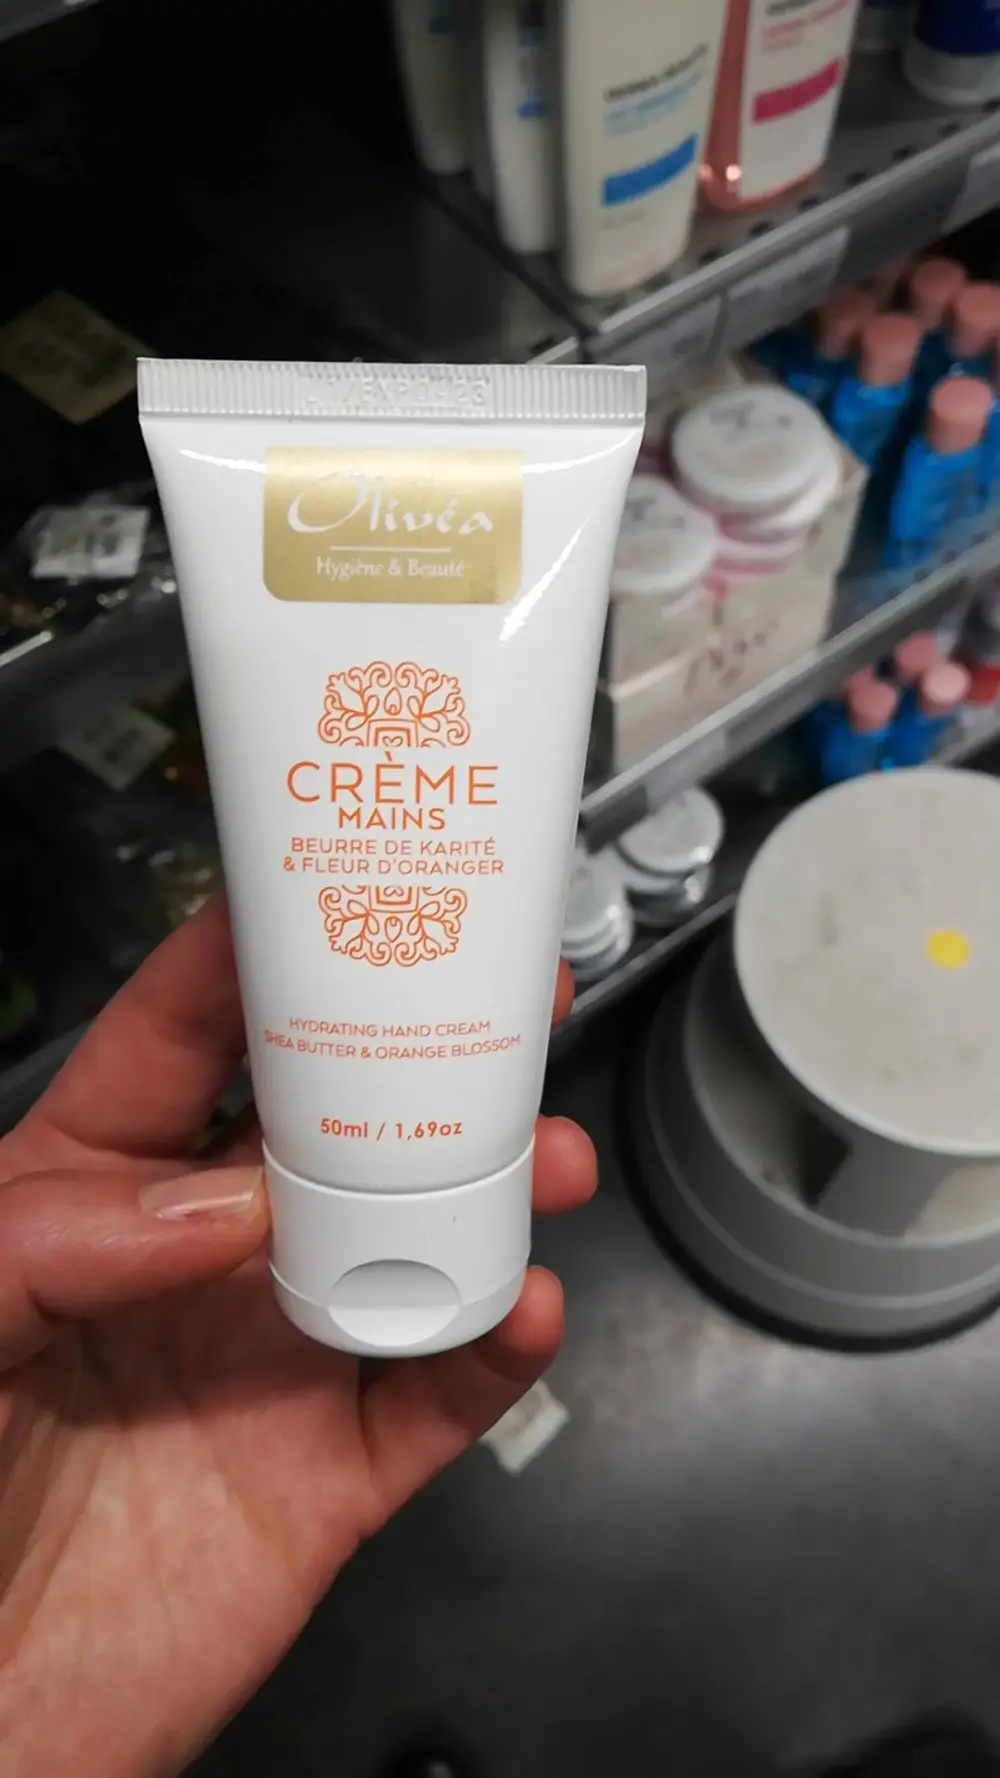 Olivéa
Hygiène & Beauté
CRÈME
MAINS
BEURRE DE KARITÉ
& FLEUR D'ORANGER
HYDRATING HAND CREAM
SHEA BUTTER & ORANGE BLOSSOM
50ml / 1,69oz